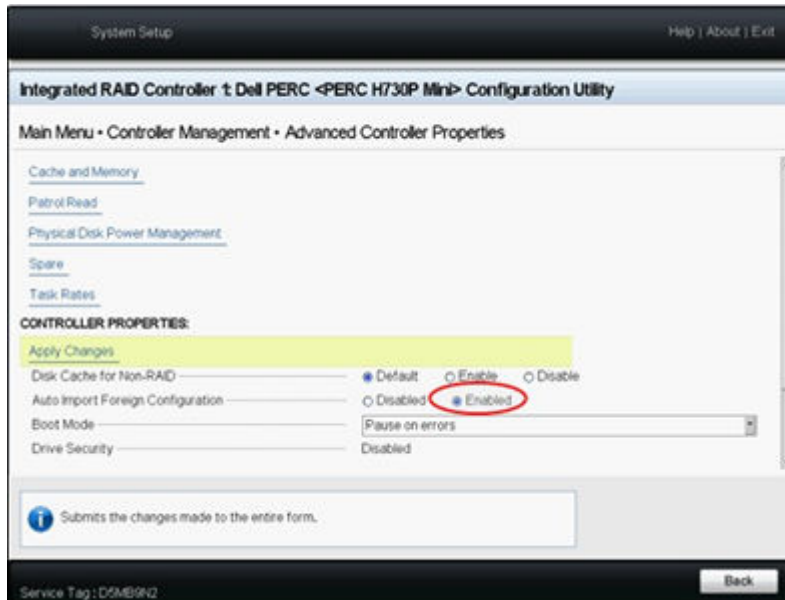 System Setup
Help | About | Exit
Integrated RAID Controller 1: Dell PERC <PERC H730P Mini> Configuration Utility
Main Menu • Controller Management • Advanced Controller Properties
Cache and Memory
Patrol Read
Physical Disk Power Management
Spare
Task Rates
CONTROLLER PROPERTIES:
Apply Changes
Disk Cache for Non-RAID Default Enable Disable
Auto Import Foreign Configuration Disabled Enabled
Boot Mode Pause on errors
Drive Security Disabled
Submits the changes made to the entire form.
Service Tag : D5MB9N2
Back